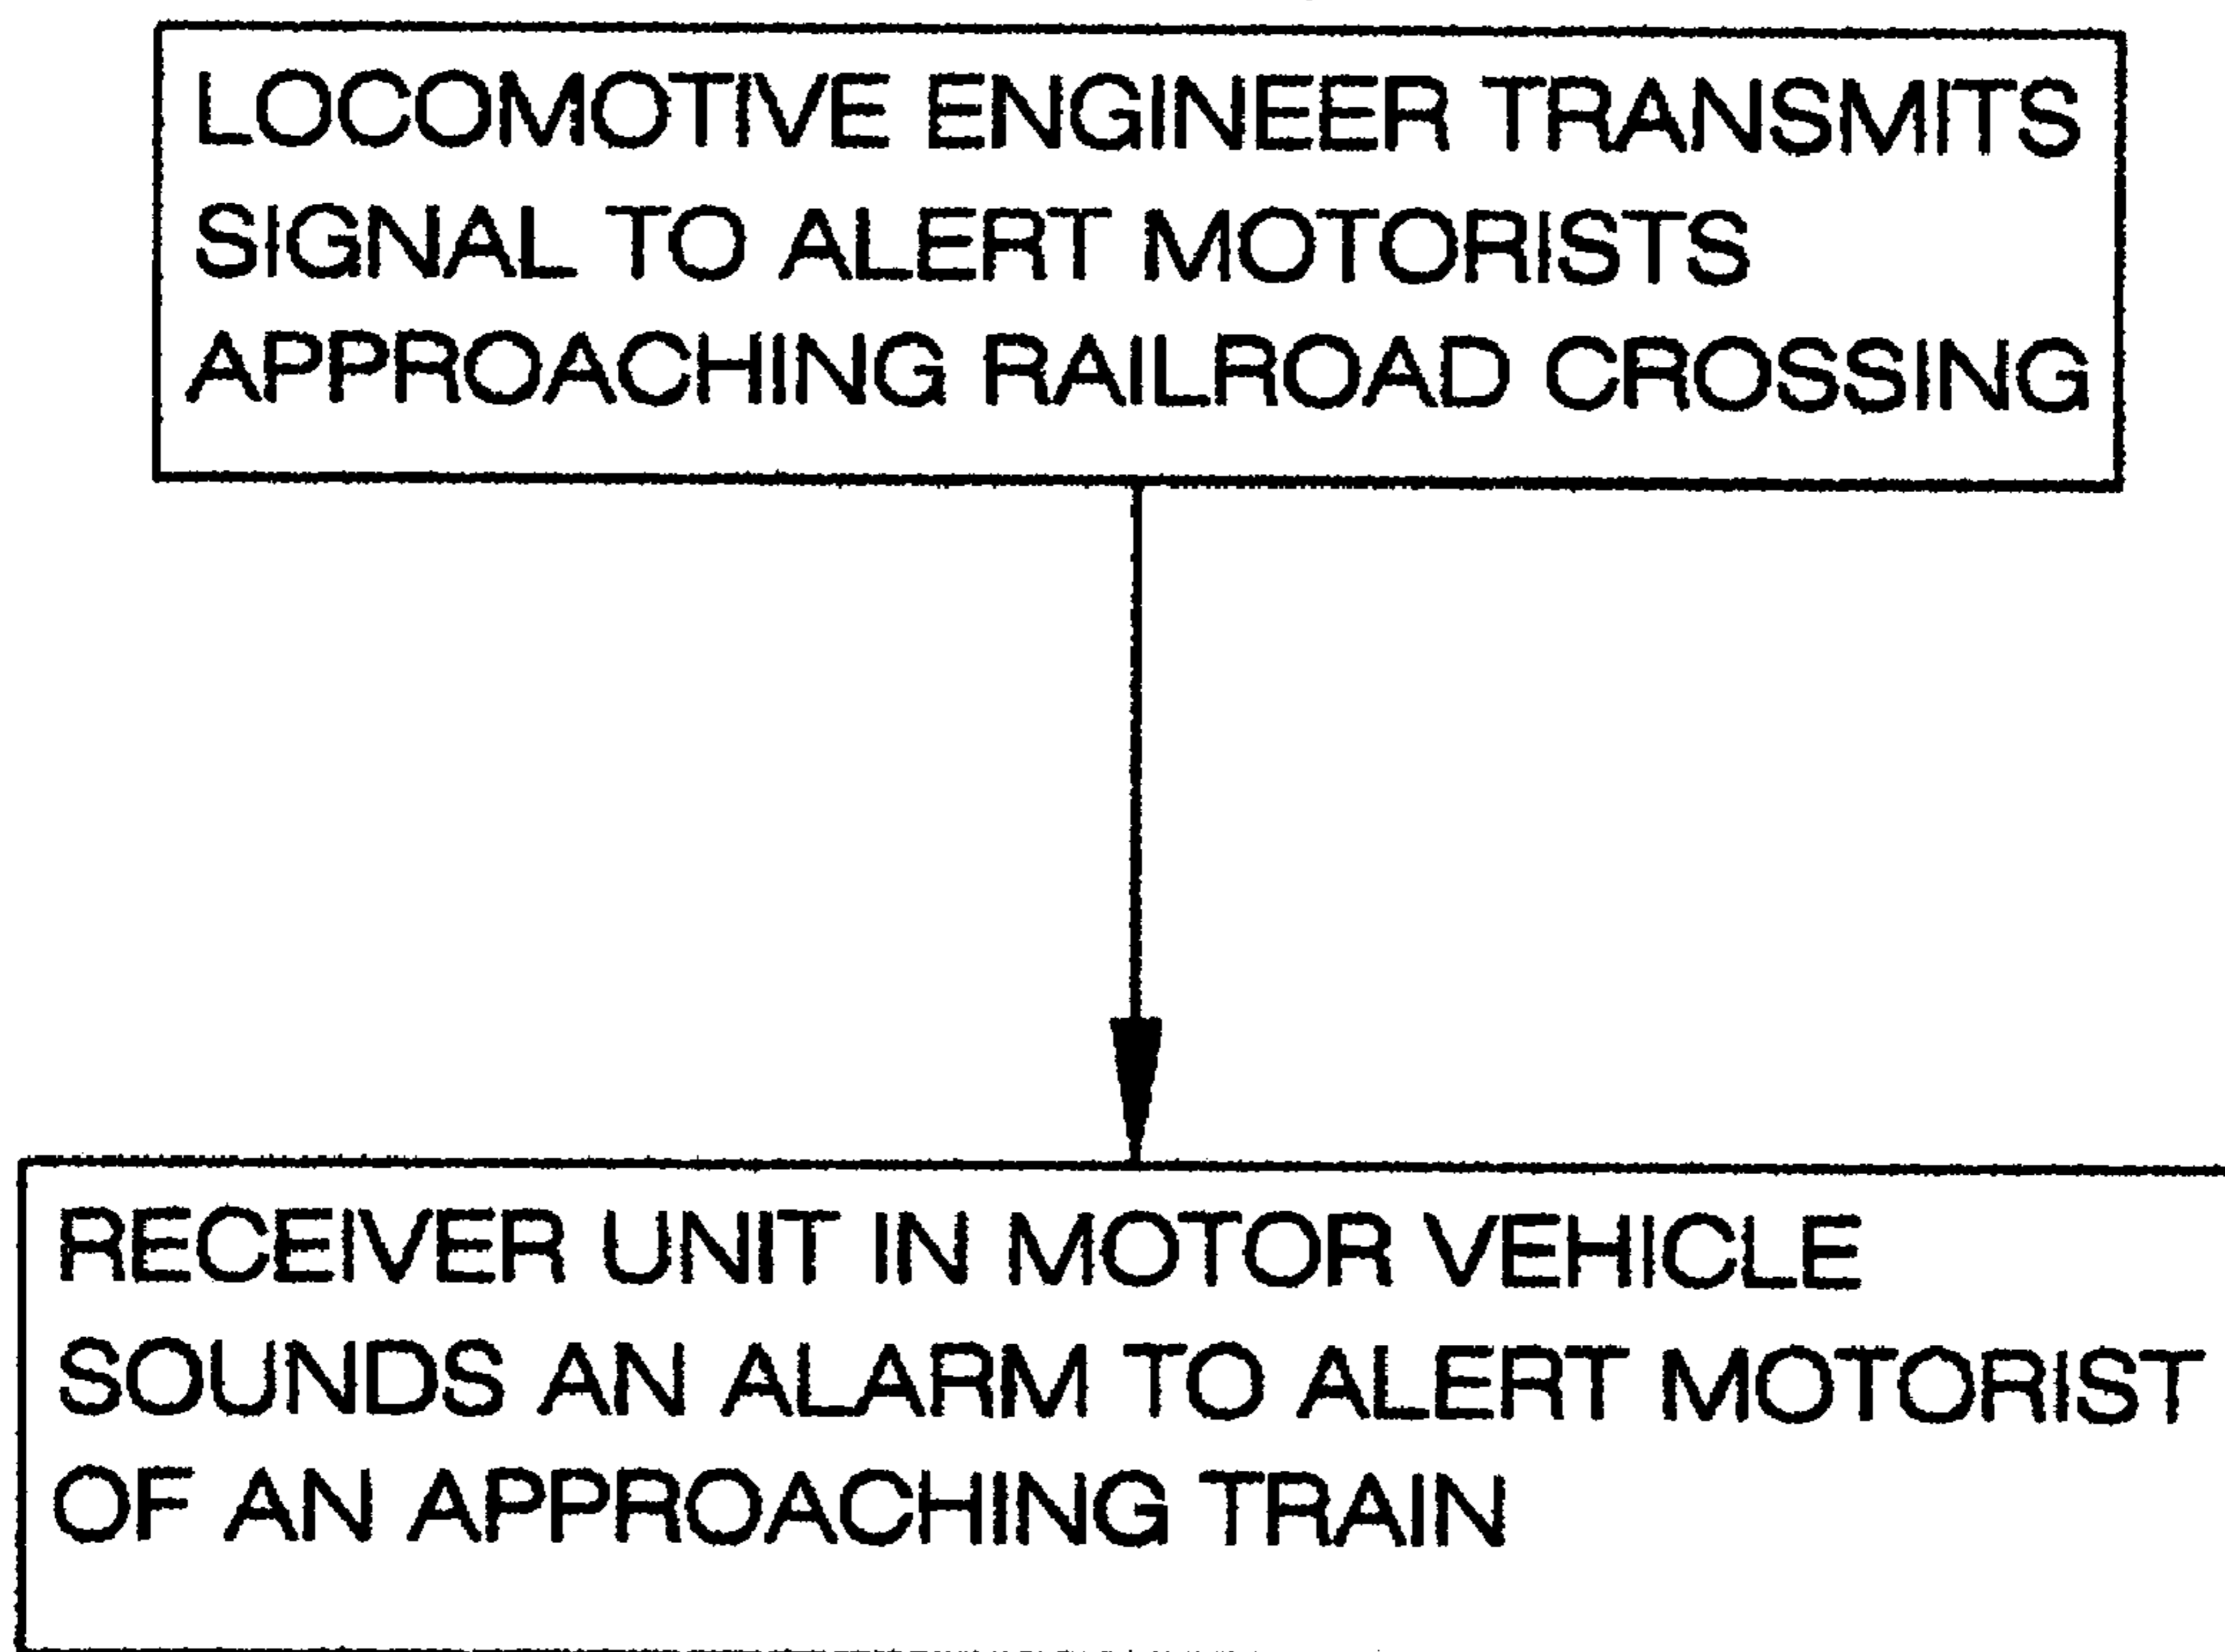 LOCOMOTIVE ENGINEER TRANSMITS
SIGNAL TO ALERT MOTORISTS
APPROACHING RAILROAD CROSSING
RECEIVER UNIT IN MOTOR VEHICLE
SOUNDS AN ALARM TO ALERT MOTORIST
OF AN APPROACHING TRAIN